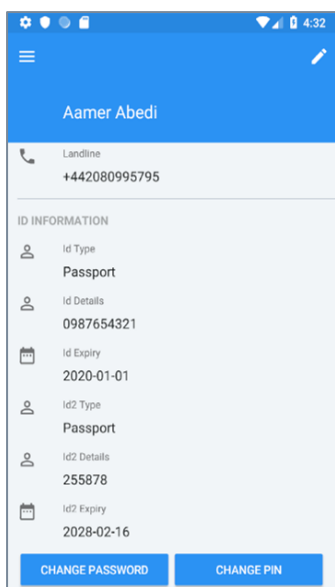 4:32
Aamer Abedi
Landline
+442080995795
ID INFORMATION
Id Type
Passport
Id Details
0987654321
Id Expiry
2020-01-01
Id2 Type
Passport
Id2 Details
255878
Id2 Expiry
2028-02-16
CHANGE PASSWORD CHANGE PIN